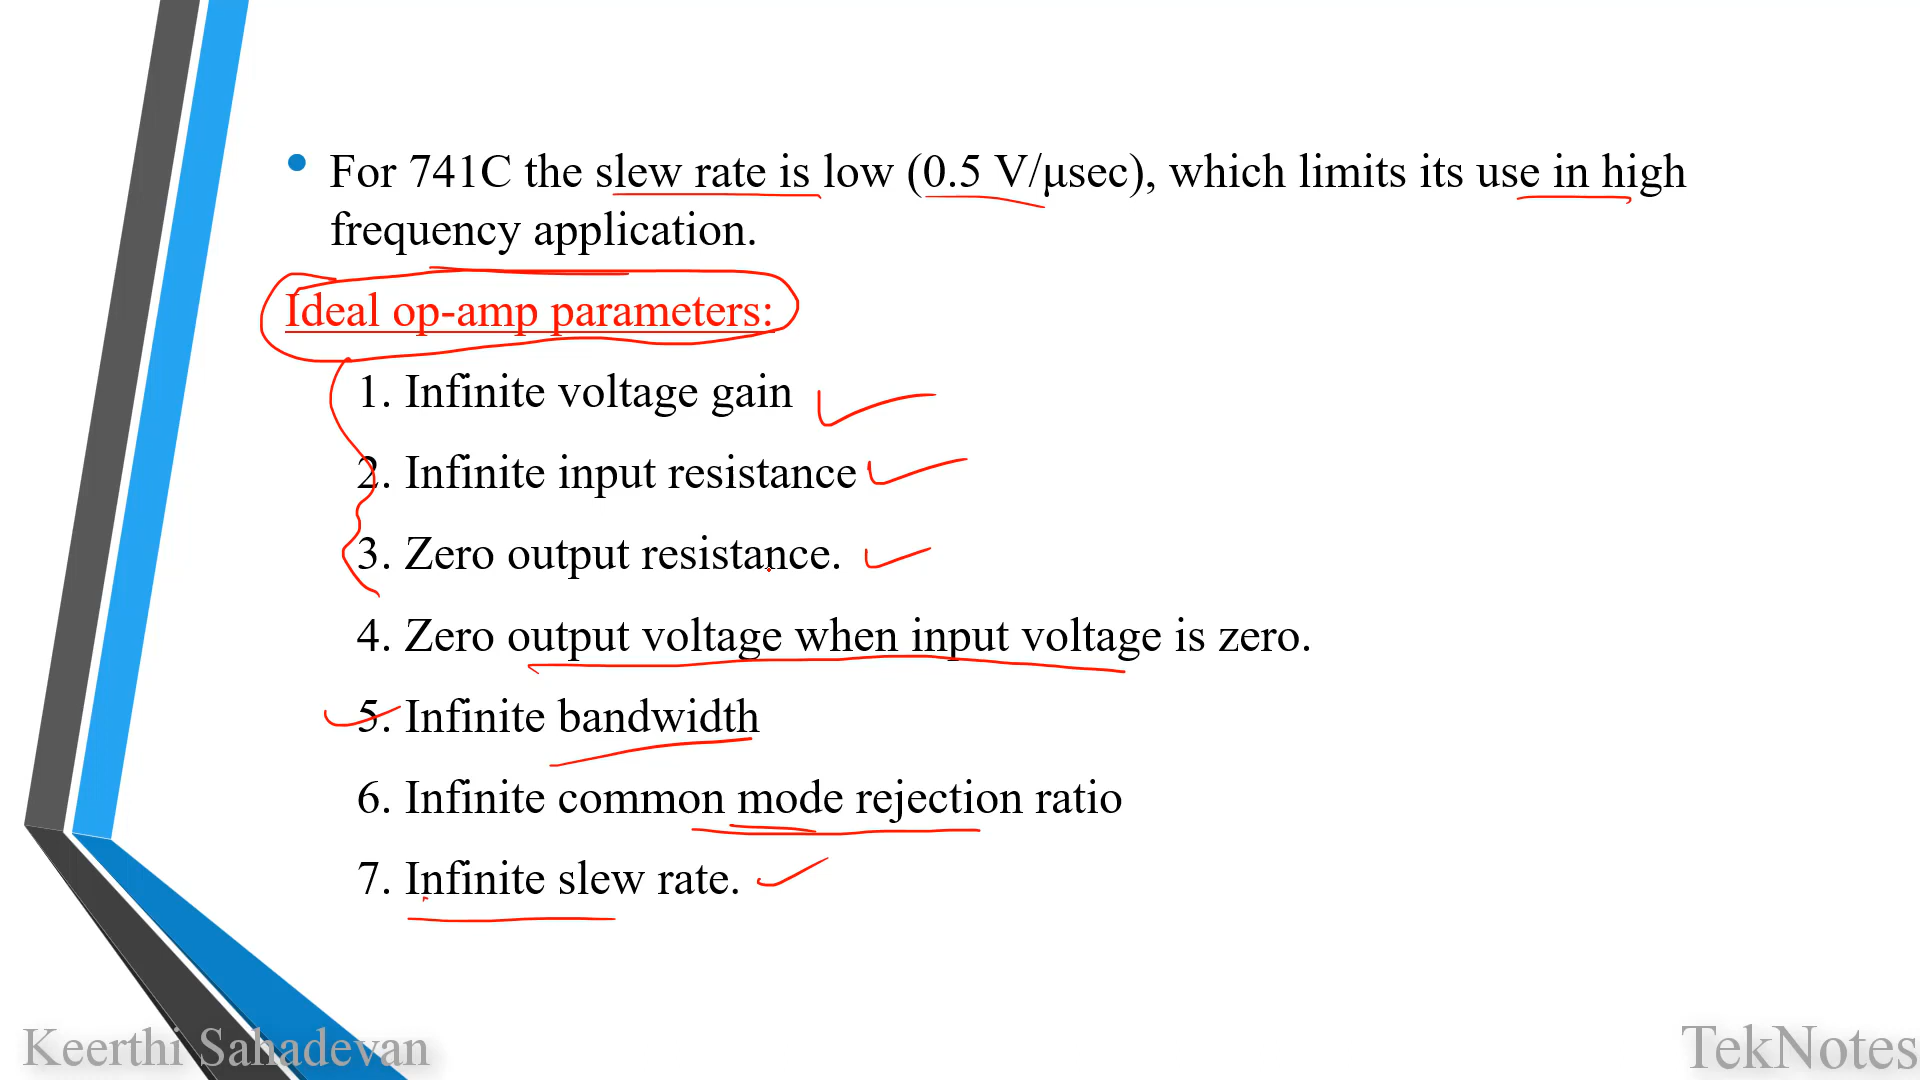 For 741C the slew rate is low (0.5 V/μsec), which limits its use in high
frequency application.
Ideal op-amp parameters:
1. Infinite voltage gain
2. Infinite input resistance
3. Zero output resistance.
4. Zero output voltage when input voltage is zero.
5. Infinite bandwidth
6. Infinite common mode rejection ratio
7. Infinite slew rate.
Keerthi Sahadevan
TekNotes